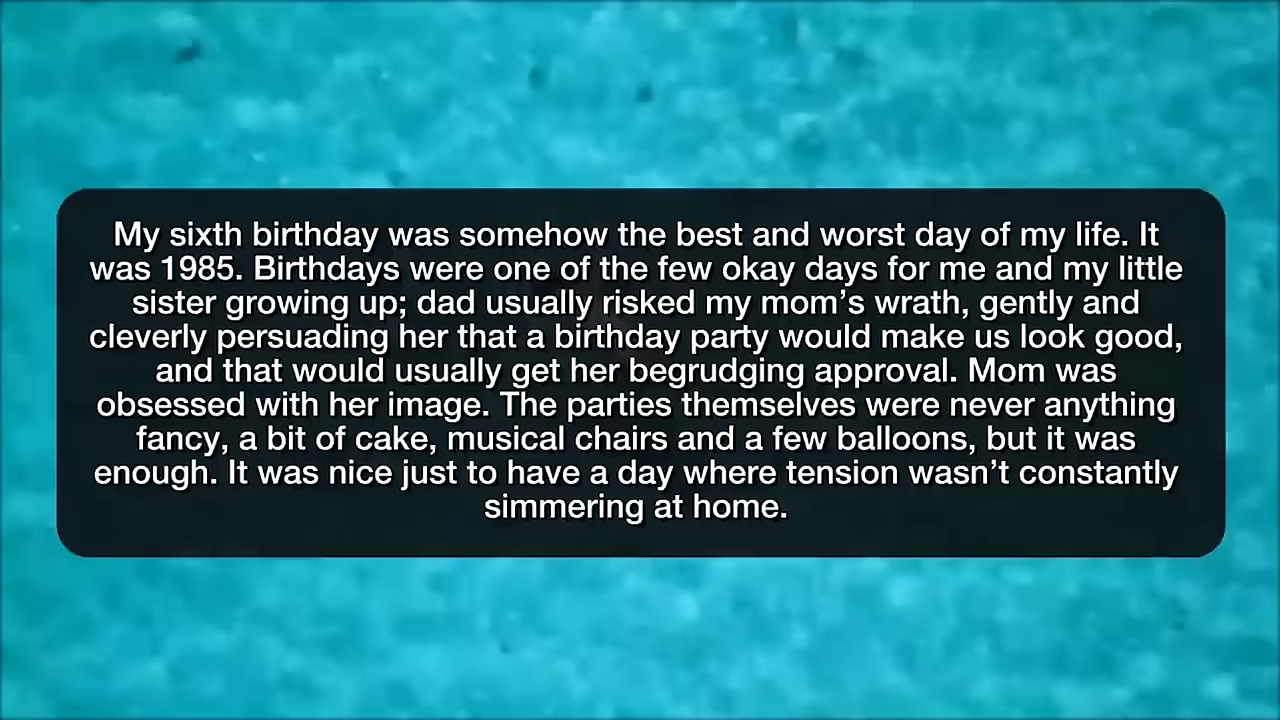 My sixth birthday was somehow the best and worst day of my life. It
was 1985. Birthdays were one of the few okay days for me and my little
sister growing up; dad usually risked my mom’s wrath, gently and
cleverly persuading her that a birthday party would make us look good,
and that would usually get her begrudging approval. Mom was
obsessed with her image. The parties themselves were never anything
fancy, a bit of cake, musical chairs and a few balloons, but it was
enough. It was nice just to have a day where tension wasn’t constantly
simmering at home.